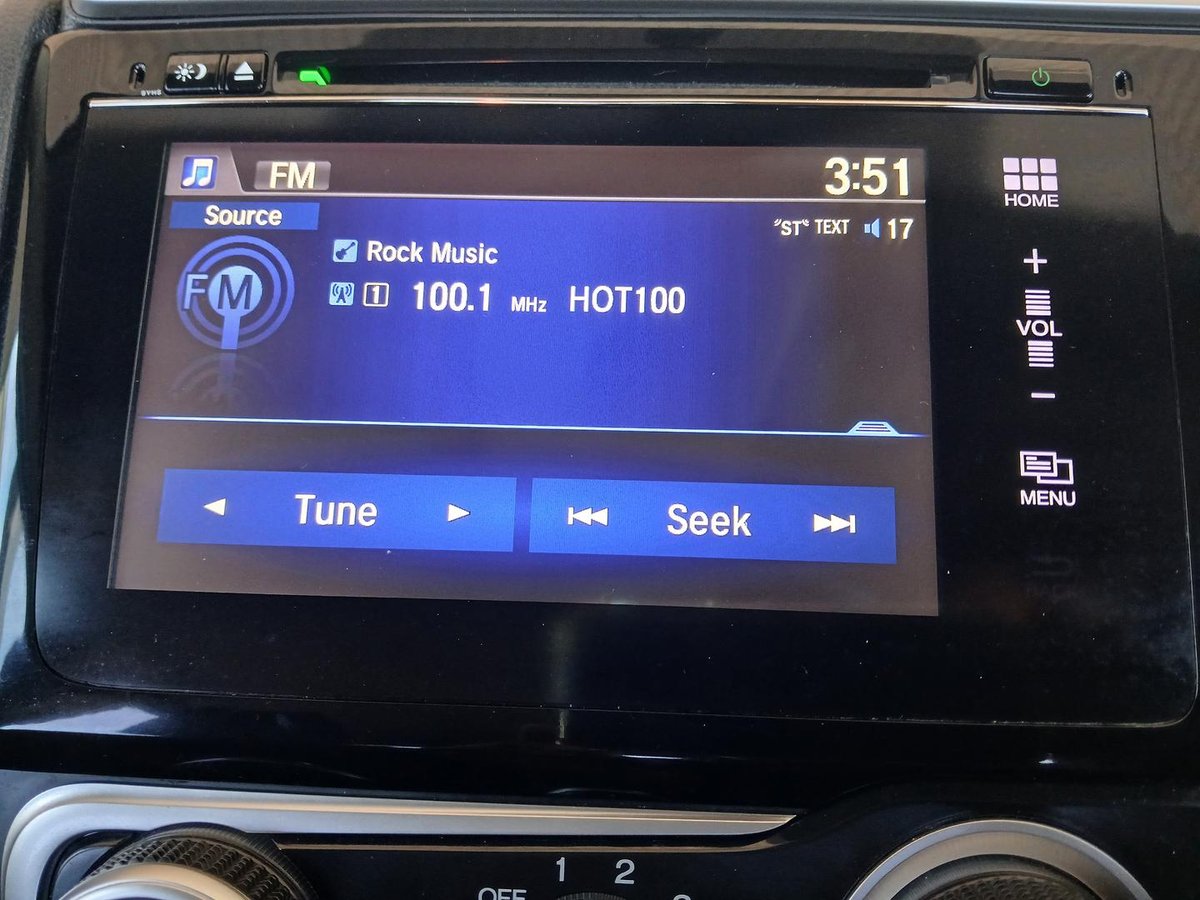 FM
3:51
Source
"ST" TEXT 17
FM
Rock Music
1 100.1 MHz HOT100
Tune
Seek
HOME
+
VOL
−
MENU
OFF 1 2